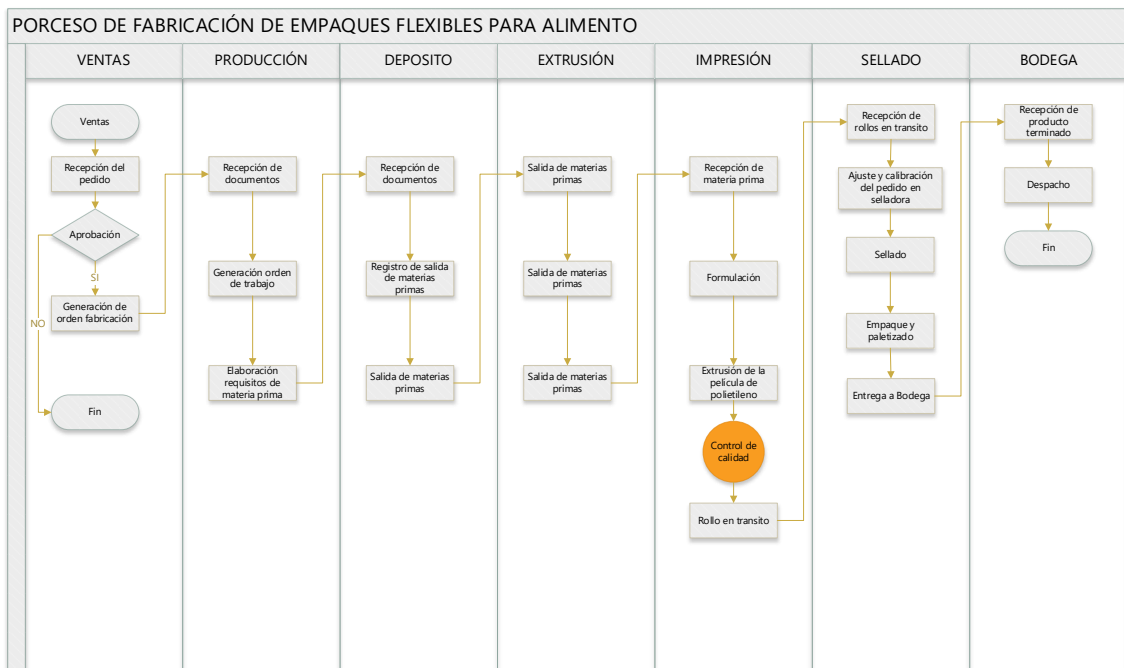 PORCESO DE FABRICACIÓN DE EMPAQUES FLEXIBLES PARA ALIMENTO
VENTAS
PRODUCCIÓN
DEPOSITO
EXTRUSIÓN
IMPRESIÓN
SELLADO
BODEGA
Ventas
Recepción del
pedido
Aprobación
SI
NO
Generación de
orden fabricación
Fin
Recepción de
documentos
Generación orden
de trabajo
Elaboración
requisitos de
materia prima
Recepción de
documentos
Registro de salida
de materias
primas
Salida de materias
primas
Salida de materias
primas
Salida de materias
primas
Salida de materias
primas
Recepción de
materia prima
Formulación
Extrusión de la
película de
polietileno
Control de
calidad
Rollo en transito
Recepción de
rollos en transito
Ajuste y calibración
del pedido en
selladora
Sellado
Empaque y
paletizado
Entrega a Bodega
Recepción de
producto
terminado
Despacho
Fin